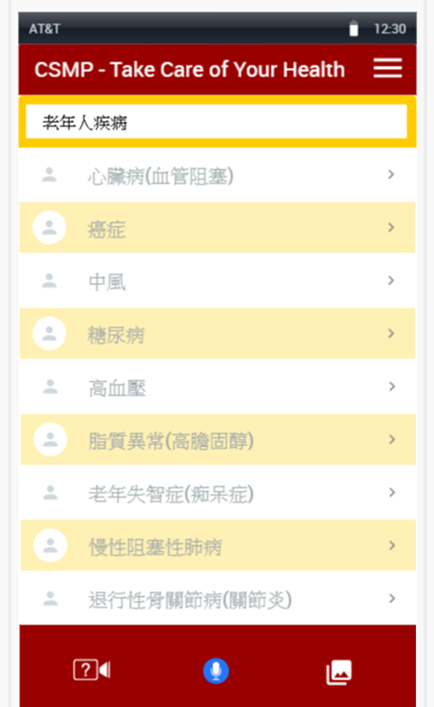 AT&T 12:30
CSMP - Take Care of Your Health
老年人疾病
心臟病(血管阻塞)
癌症
中風
糖尿病
高血壓
脂質異常(高膽固醇)
老年失智症(痴呆症)
慢性阻塞性肺病
退行性骨關節病(關節炎)
?